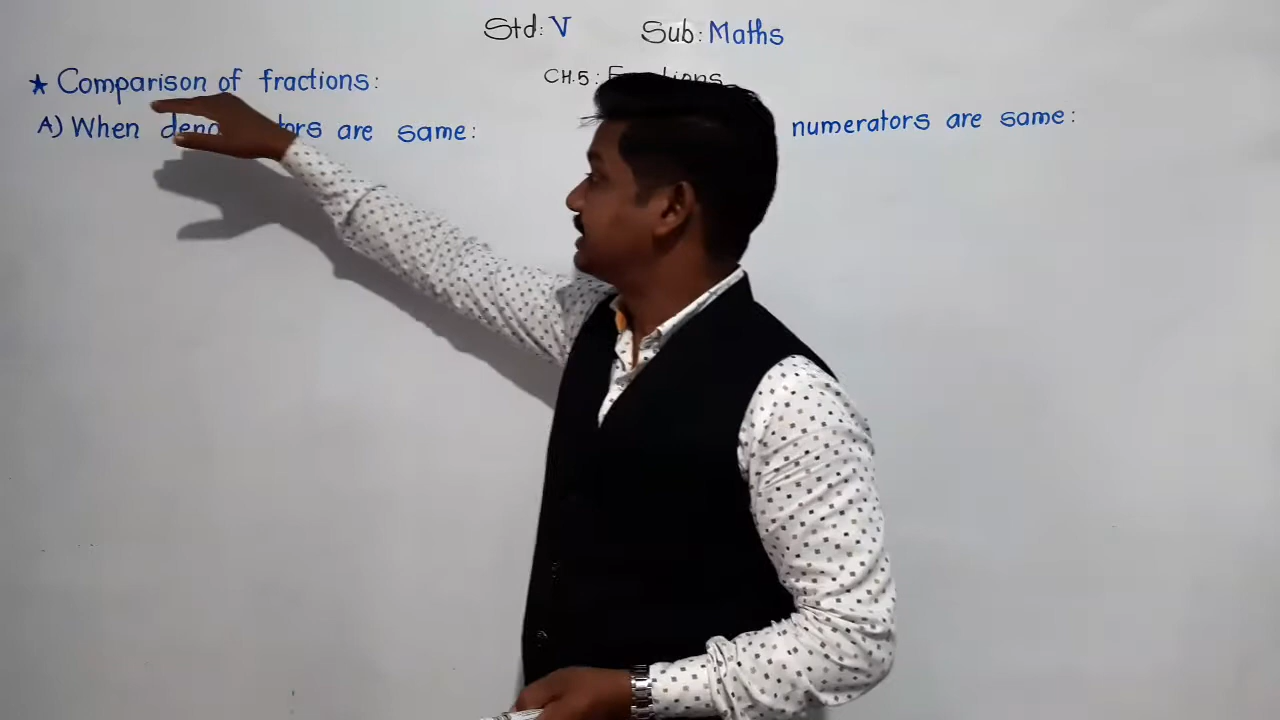 Std: V Sub: Maths
CH.5: Fractions
★ Comparison of fractions:
A) When denominators are same:
numerators are same: